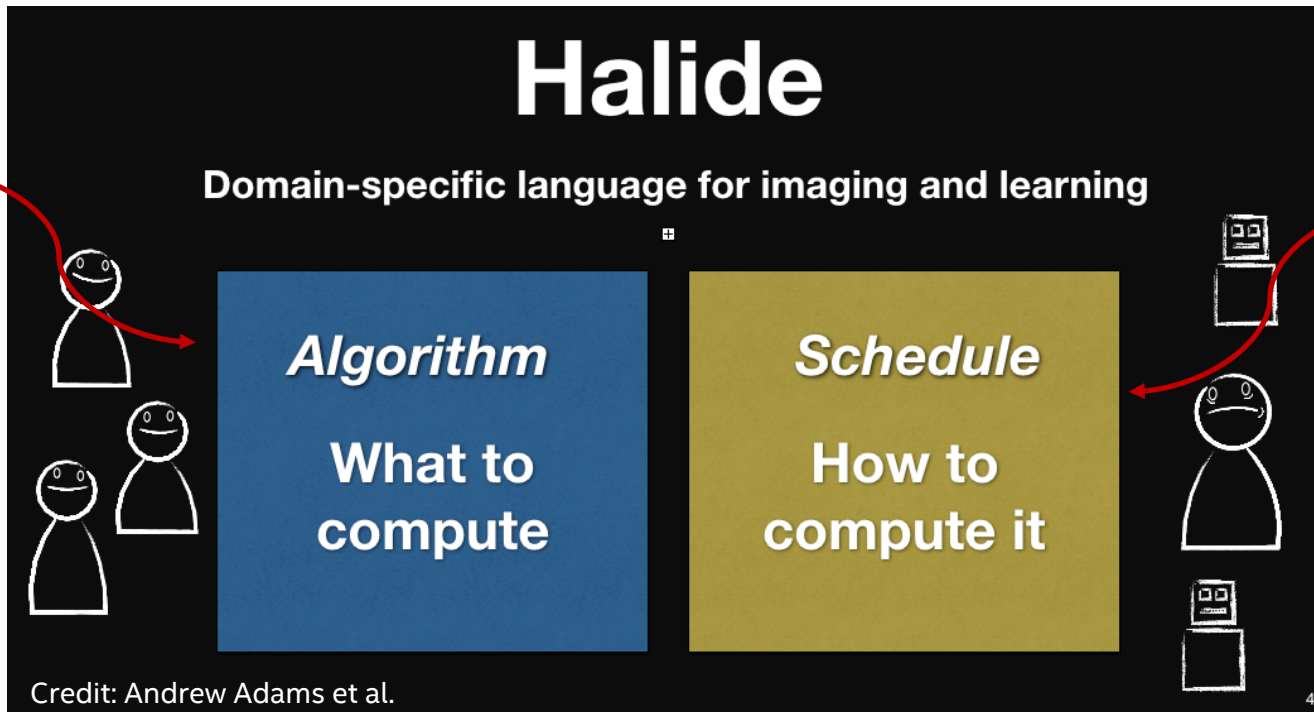 Halide
Domain-specific language for imaging and learning
Algorithm
What to
compute
Schedule
How to
compute it
Credit: Andrew Adams et al.
4